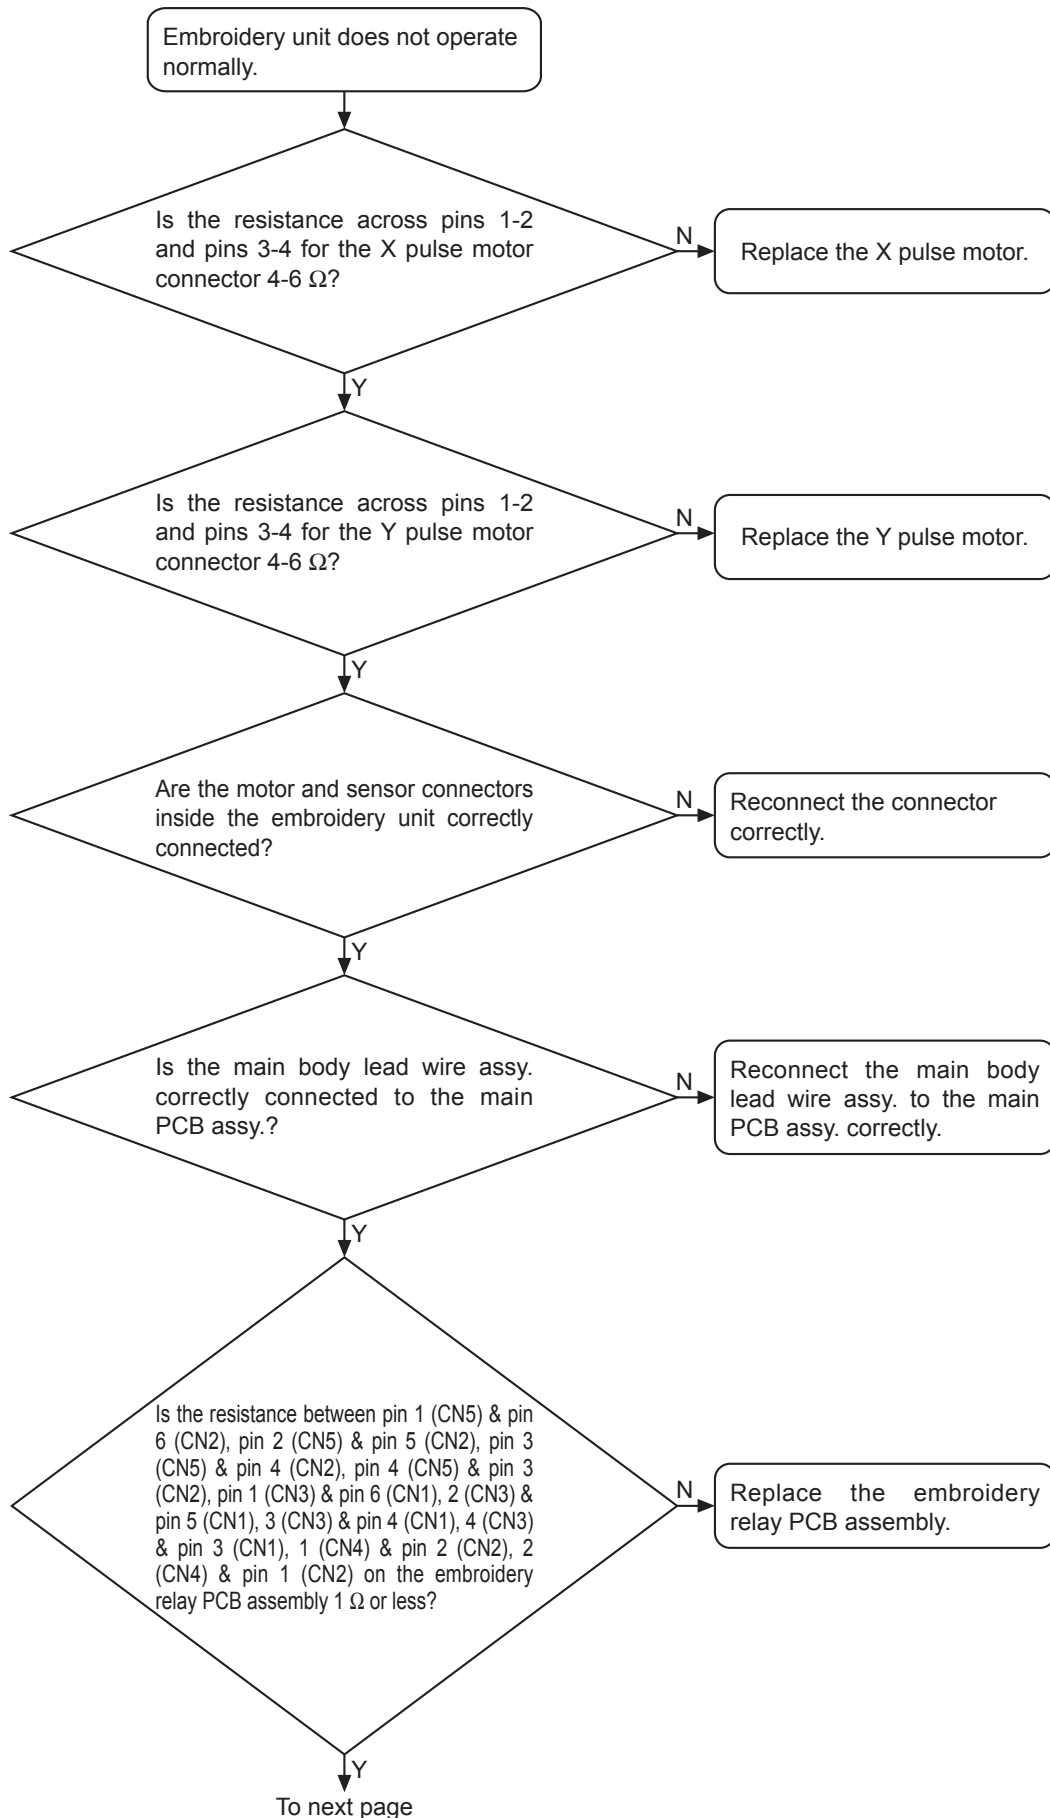 Embroidery unit does not operate
normally.
Is the resistance across pins 1-2
and pins 3-4 for the X pulse motor
connector 4-6 Ω?
N
Replace the X pulse motor.
Y
Is the resistance across pins 1-2
and pins 3-4 for the Y pulse motor
connector 4-6 Ω?
N
Replace the Y pulse motor.
Y
Are the motor and sensor connectors
inside the embroidery unit correctly
connected?
N
Reconnect the connector
correctly.
Y
Is the main body lead wire assy.
correctly connected to the main
PCB assy.?
N
Reconnect the main body
lead wire assy. to the main
PCB assy. correctly.
Y
Is the resistance between pin 1 (CN5) & pin
6 (CN2), pin 2 (CN5) & pin 5 (CN2), pin 3
(CN5) & pin 4 (CN2), pin 4 (CN5) & pin 3
(CN2), pin 1 (CN3) & pin 6 (CN1), 2 (CN3) &
pin 5 (CN1), 3 (CN3) & pin 4 (CN1), 4 (CN3)
& pin 3 (CN1), 1 (CN4) & pin 2 (CN2), 2
(CN4) & pin 1 (CN2) on the embroidery
relay PCB assembly 1 Ω or less?
N
Replace the embroidery
relay PCB assembly.
Y
To next page